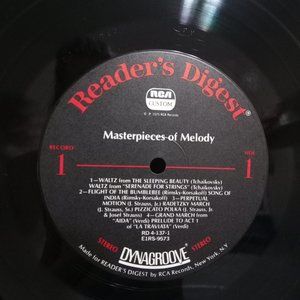 Reader's Digest®
RCA
CUSTOM
℗ 1975 RCA Records
Masterpieces of Melody
RECORD
1
SIDE
1
1—WALTZ from THE SLEEPING BEAUTY (Tchaikovsky)
WALTZ from "SERENADE FOR STRINGS" (Tchaikovsky)
2—FLIGHT OF THE BUMBLEBEE (Rimsky-Korsakoff) SONG OF
INDIA (Rimsky-Korsakoff) 3—PERPETUAL
MOTION (J. Strauss, Jr.) RADETZKY MARCH
(J. Strauss, Sr.) PIZZICATO POLKA (J. Strauss, Jr.
& Josef Strauss) 4—GRAND MARCH from
"AIDA" (Verdi) PRELUDE TO ACT 1
of "LA TRAVIATA" (Verdi)
RD 4-137-1
E1RS-9573
STEREO DYNAGROOVE STEREO
Made for READER'S DIGEST by RCA Records, New York, N.Y.